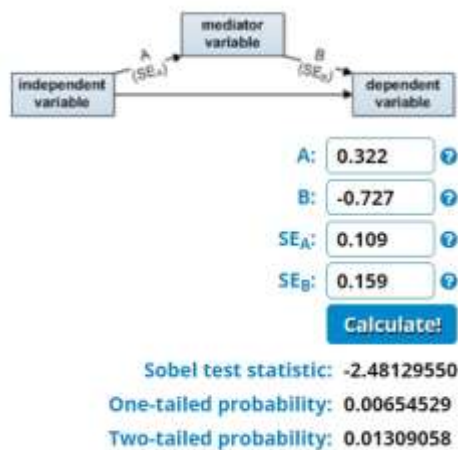 mediator
variable
A
(SEA)
B
(SEB)
independent
variable
dependent
variable
A: 0.322 ?
B: -0.727 ?
SEA: 0.109 ?
SEB: 0.159 ?
Calculate!
Sobel test statistic: -2.48129550
One-tailed probability: 0.00654529
Two-tailed probability: 0.01309058